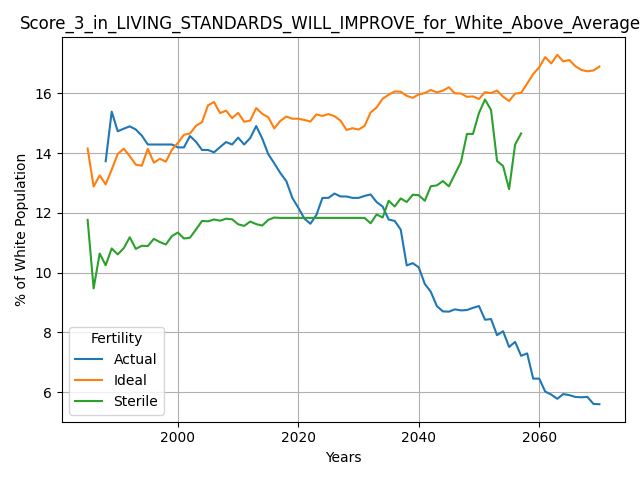 Score_3_in_LIVING_STANDARDS_WILL_IMPROVE_for_White_Above_Average
% of White Population
16
14
12
10
8
6
Fertility
Actual
Ideal
Sterile
2000 2020 2040 2060
Years